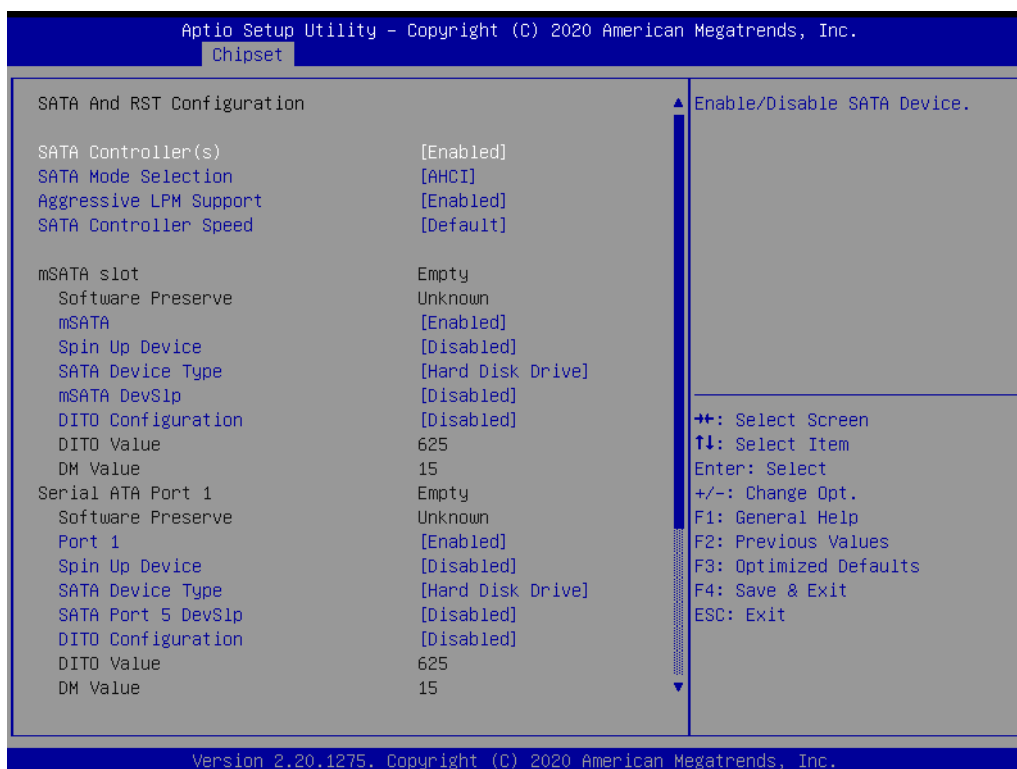 Aptio Setup Utility – Copyright (C) 2020 American Megatrends, Inc.
Chipset
SATA And RST Configuration
SATA Controller(s) [Enabled]
SATA Mode Selection [AHCI]
Aggressive LPM Support [Enabled]
SATA Controller Speed [Default]
mSATA slot Empty
Software Preserve Unknown
mSATA [Enabled]
Spin Up Device [Disabled]
SATA Device Type [Hard Disk Drive]
mSATA DevSlp [Disabled]
DITO Configuration [Disabled]
DITO Value 625
DM Value 15
Serial ATA Port 1 Empty
Software Preserve Unknown
Port 1 [Enabled]
Spin Up Device [Disabled]
SATA Device Type [Hard Disk Drive]
SATA Port 5 DevSlp [Disabled]
DITO Configuration [Disabled]
DITO Value 625
DM Value 15
Enable/Disable SATA Device.
→←: Select Screen
↑↓: Select Item
Enter: Select
+/-: Change Opt.
F1: General Help
F2: Previous Values
F3: Optimized Defaults
F4: Save & Exit
ESC: Exit
Version 2.20.1275. Copyright (C) 2020 American Megatrends, Inc.